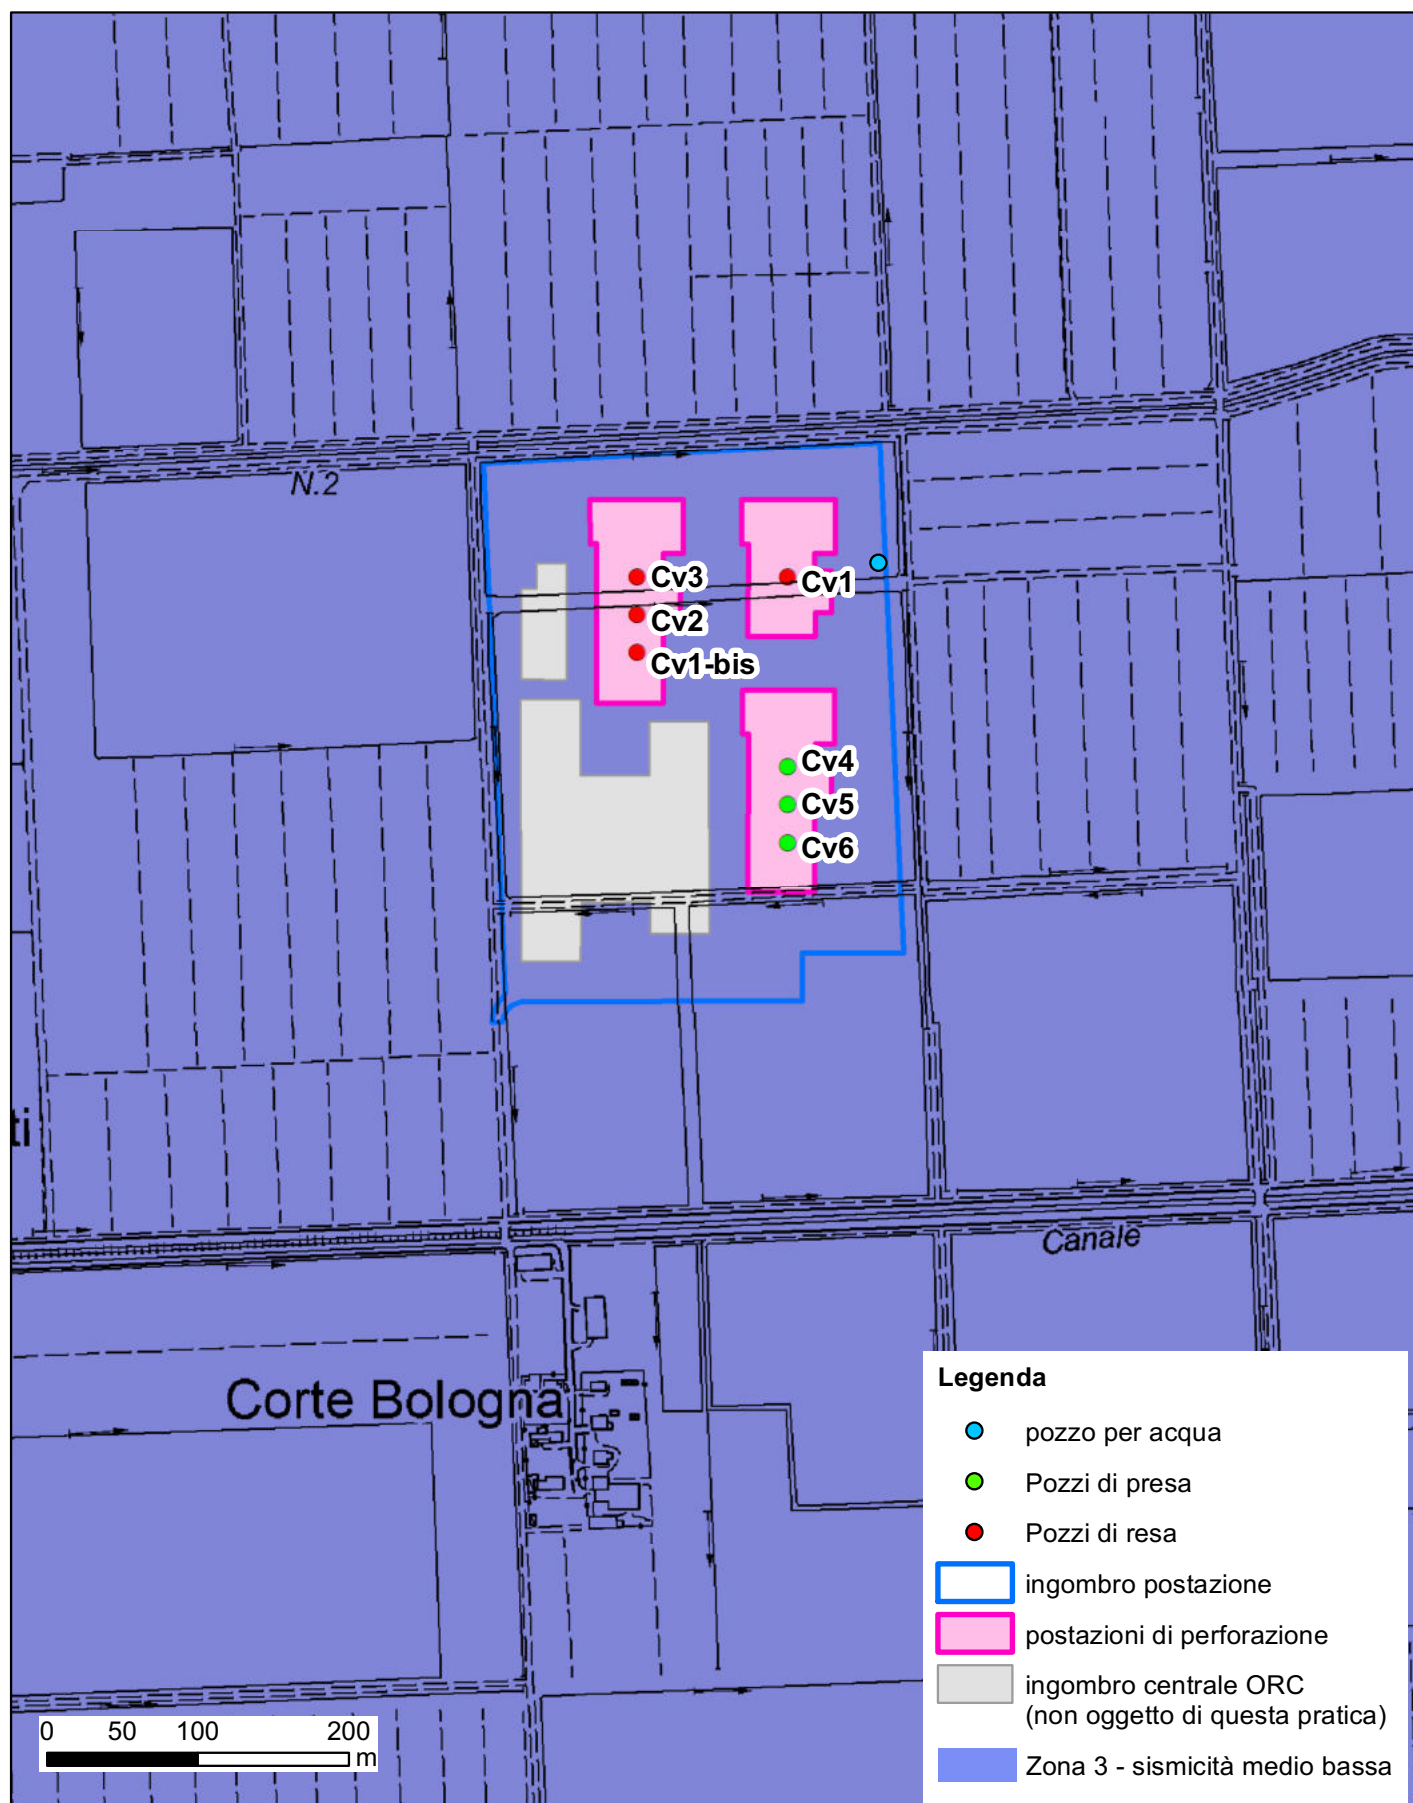 N.2
Cv3
Cv1
Cv2
Cv1-bis
Cv4
Cv5
Cv6
ti
Canale
Corte Bologna
Legenda
pozzo per acqua
Pozzi di presa
Pozzi di resa
ingombro postazione
postazioni di perforazione
ingombro centrale ORC
(non oggetto di questa pratica)
Zona 3 - sismicità medio bassa
0 50 100 200
m